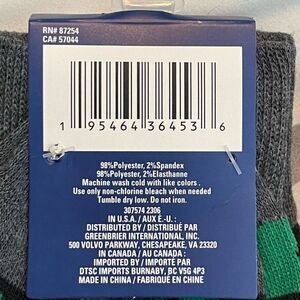 RN# 87254
CA# 57044
1 95464 36453 6
98%Polyester, 2%Spandex
98%Polyester, 2%Elasthanne
Machine wash cold with like colors .
Use only non-chlorine bleach when needed
Tumble dry low. Do not iron.
307574 2306
IN U.S.A. / AUX É.-U. :
DISTRIBUTED BY / DISTRIBUÉ PAR
GREENBRIER INTERNATIONAL, INC.
500 VOLVO PARKWAY, CHESAPEAKE, VA 23320
IN CANADA / AU CANADA :
IMPORTED BY / IMPORTÉ PAR
DTSC IMPORTS BURNABY, BC V5G 4P3
MADE IN CHINA / FABRIQUÉ EN CHINE